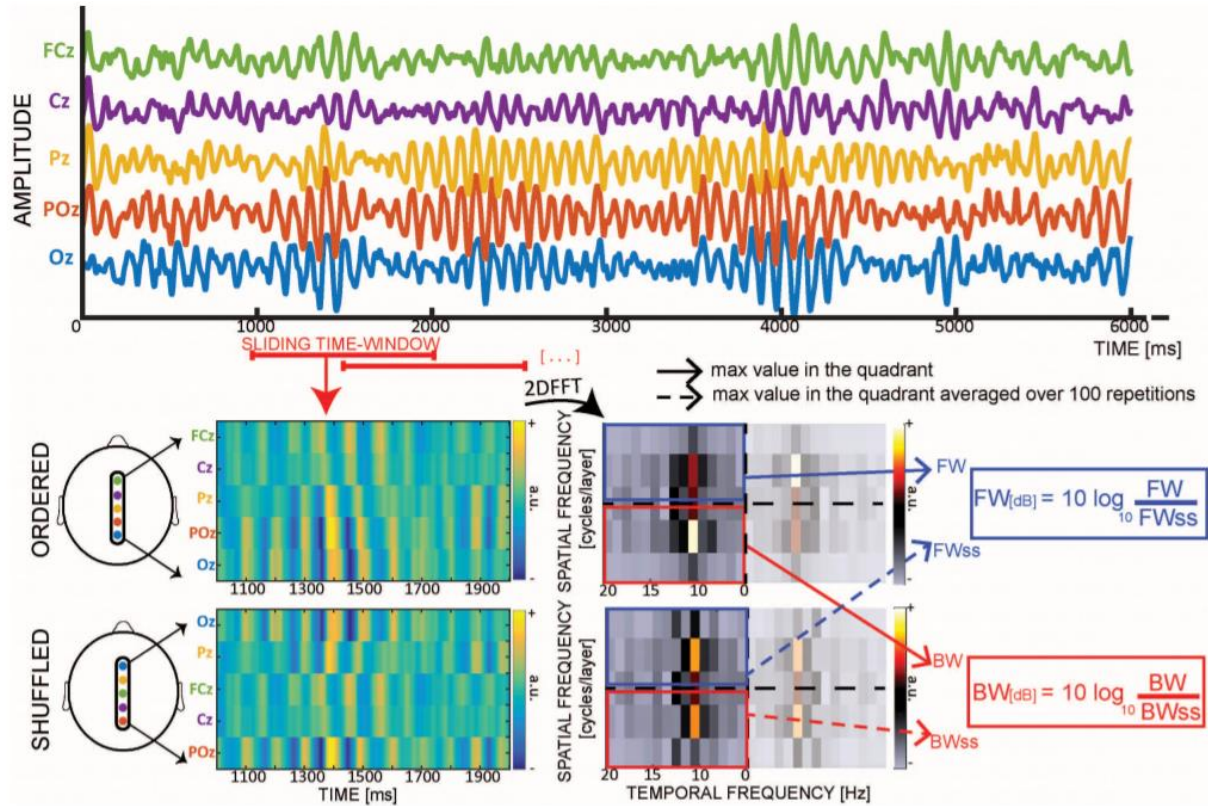 AMPLITUDE
FCz
Cz
Pz
POz
Oz
0 1000 2000 3000 4000 5000 6000
TIME [ms]
SLIDING TIME-WINDOW
[...]
2DFFT
max value in the quadrant
max value in the quadrant averaged over 100 repetitions
ORDERED
FCz
Cz
Pz
POz
Oz
1100 1300 1500 1700 1900
+
a.u.
-
SPATIAL FREQUENCY
[cycles/layer]
20 15 10 0
+
a.u.
-
FW
FWss
FW[dB] = 10 log10 FW
FWss
SHUFFLED
Oz
Pz
FCz
Cz
POz
1100 1300 1500 1700 1900
TIME [ms]
+
a.u.
-
SPATIAL FREQUENCY
[cycles/layer]
20 15 10 0
TEMPORAL FREQUENCY [Hz]
+
a.u.
-
BW
BWss
BW[dB] = 10 log10 BW
BWss